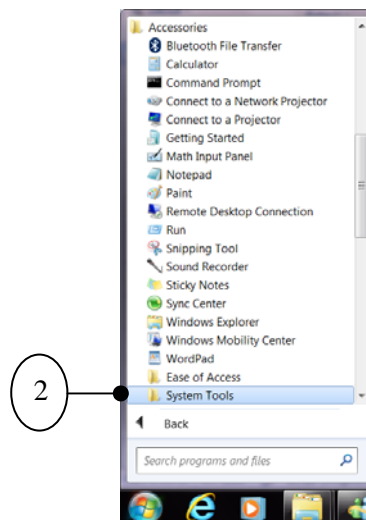 Accessories
Bluetooth File Transfer
Calculator
Command Prompt
Connect to a Network Projector
Connect to a Projector
Getting Started
Math Input Panel
Notepad
Paint
Remote Desktop Connection
Run
Snipping Tool
Sound Recorder
Sticky Notes
Sync Center
Windows Explorer
Windows Mobility Center
WordPad
Ease of Access
2 System Tools
Back
Search programs and files